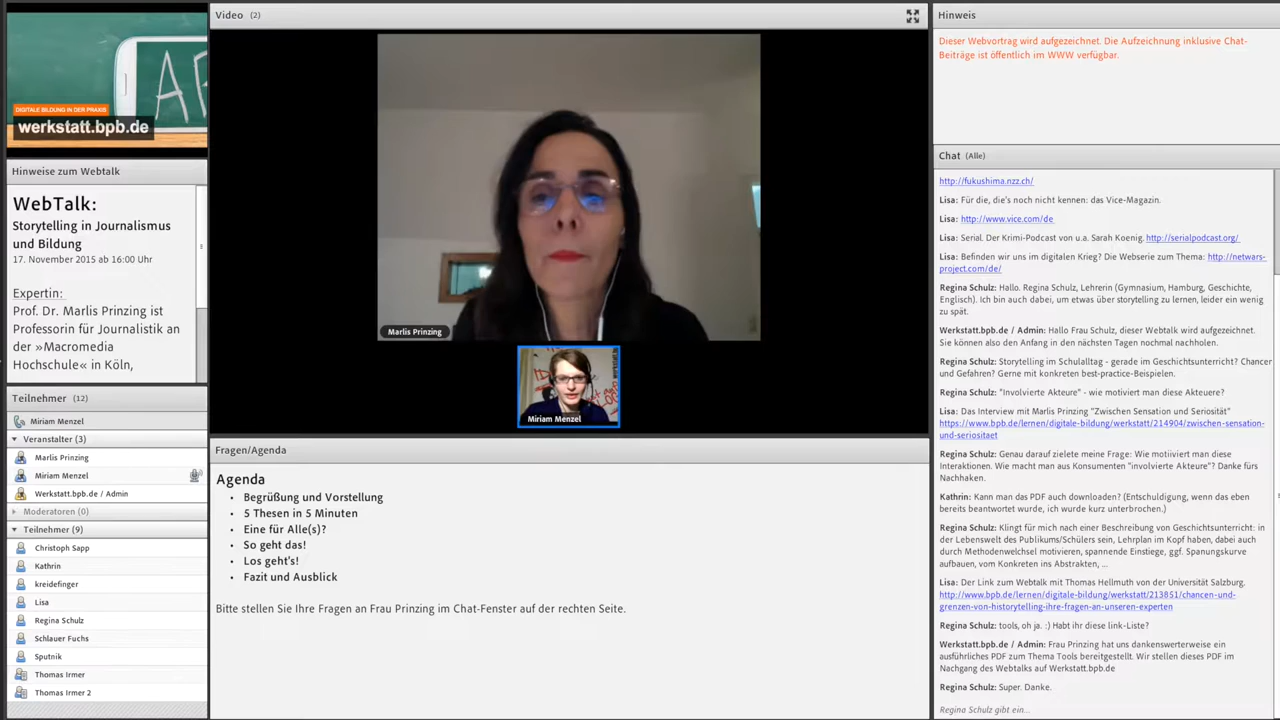 DIGITALE BILDUNG IN DER PRAXIS
werkstatt.bpb.de
Hinweise zum Webtalk
WebTalk:
Storytelling in Journalismus
und Bildung
17. November 2015 ab 16:00 Uhr
Expertin:
Prof. Dr. Marlis Prinzing ist
Professorin für Journalistik an
der »Macromedia
Hochschule« in Köln,
Teilnehmer (12)
Miriam Menzel
Veranstalter (3)
Marlis Prinzing
Miriam Menzel
Werkstatt.bpb.de / Admin
Moderatoren (0)
Teilnehmer (9)
Christoph Sapp
Kathrin
kreidefinger
Lisa
Regina Schulz
Schlauer Fuchs
Sputnik
Thomas Irmer
Thomas Irmer 2
Video (2)
Marlis Prinzing
Miriam Menzel
Fragen/Agenda
Agenda
• Begrüßung und Vorstellung
• 5 Thesen in 5 Minuten
• Eine für Alle(s)?
• So geht das!
• Los geht's!
• Fazit und Ausblick
Bitte stellen Sie Ihre Fragen an Frau Prinzing im Chat-Fenster auf der rechten Seite.
Hinweis
Dieser Webvortrag wird aufgezeichnet. Die Aufzeichnung inklusive Chat-
Beiträge ist öffentlich im WWW verfügbar.
Chat (Alle)
http://fukushima.nzz.ch/
Lisa: Für die, die's noch nicht kennen: das Vice-Magazin.
Lisa: http://www.vice.com/de
Lisa: Serial. Der Krimi-Podcast von u.a. Sarah Koenig. http://serialpodcast.org/
Lisa: Befinden wir uns im digitalen Krieg? Die Webserie zum Thema: http://netwars-
project.com/de/
Regina Schulz: Hallo. Regina Schulz, Lehrerin (Gymnasium, Hamburg, Geschichte,
Englisch). Ich bin auch dabei, um etwas über storytelling zu lernen, leider ein wenig
zu spät.
Werkstatt.bpb.de / Admin: Hallo Frau Schulz, dieser Webtalk wird aufgezeichnet.
Sie können also den Anfang in den nächsten Tagen nochmal nachholen.
Regina Schulz: Storytelling im Schulalltag - gerade im Geschichtsunterricht? Chancen
und Gefahren? Gerne mit konkreten best-practice-Beispielen.
Regina Schulz: "Involvierte Akteure" - wie motiviert man diese Akteuere?
Lisa: Das Interview mit Marlis Prinzing "Zwischen Sensation und Seriosität"
https://www.bpb.de/lernen/digitale-bildung/werkstatt/214904/zwischen-sensation-
und-seriositaet
Regina Schulz: Genau darauf zielete meine Frage: Wie motiivert man diese
Interaktionen. Wie macht man aus Konsumenten "involvierte Akteure"? Danke fürs
Nachhaken.
Kathrin: Kann man das PDF auch downloaden? (Entschuldigung, wenn das eben
bereits beantwortet wurde, ich wurde kurz unterbrochen.)
Regina Schulz: Klingt für mich nach einer Beschreibung von Geschichtsunterricht: in
der Lebenswelt des Publikums/Schülers sein, Lehrplan im Kopf haben, dabei auch
durch Methodenwelchsel motivieren, spannende Einstiege, ggf. Spanungskurve
aufbauen, vom Konkreten ins Abstrakten, ...
Lisa: Der Link zum Webtalk mit Thomas Hellmuth von der Universität Salzburg.
http://www.bpb.de/lernen/digitale-bildung/werkstatt/213851/chancen-und-
grenzen-von-historytelling-ihre-fragen-an-unseren-experten
Regina Schulz: tools, oh ja. :) Habt ihr diese link-Liste?
Werkstatt.bpb.de / Admin: Frau Prinzing hat uns dankenswerterweise ein
ausführliches PDF zum Thema Tools bereitgestellt. Wir stellen dieses PDF im
Nachgang des Webtalks auf Werkstatt.bpb.de
Regina Schulz: Super. Danke.
Regina Schulz gibt ein...